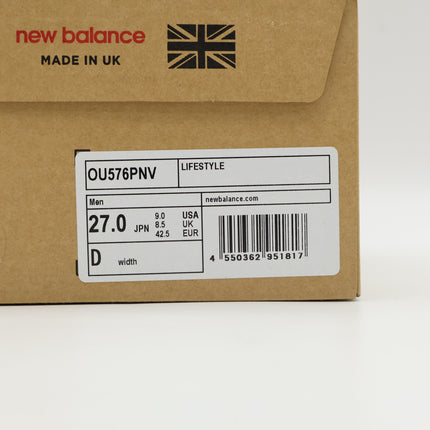 new balance
MADE IN UK
OU576PNV
LIFESTYLE
Men
newbalance.com
27.0 JPN
9.0 USA
8.5 UK
42.5 EUR
D width
4 550362 951817